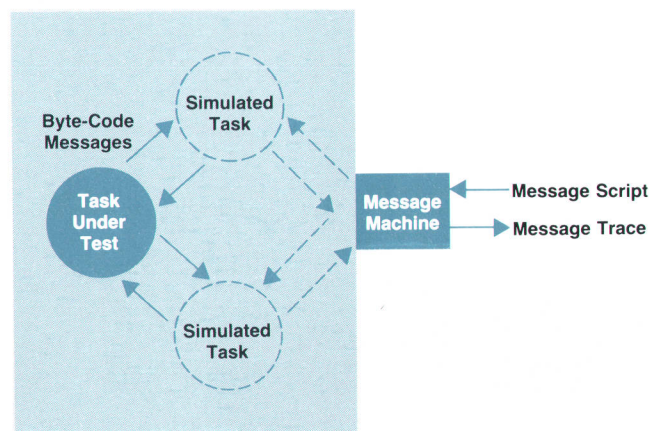 Simulated
Task
Byte-Code
Messages
Task
Under
Test
Message
Machine
Message Script
Message Trace
Simulated
Task